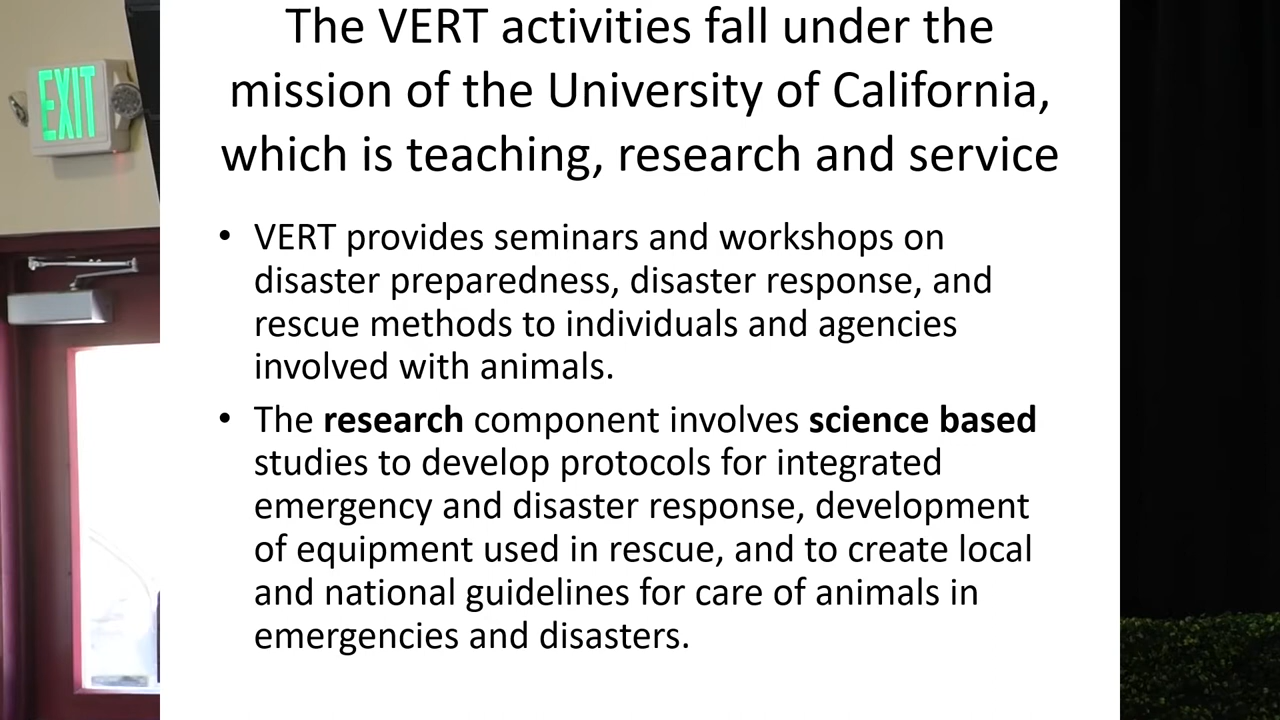 The VERT activities fall under the
mission of the University of California,
which is teaching, research and service
EXIT
• VERT provides seminars and workshops on
disaster preparedness, disaster response, and
rescue methods to individuals and agencies
involved with animals.
• The research component involves science based
studies to develop protocols for integrated
emergency and disaster response, development
of equipment used in rescue, and to create local
and national guidelines for care of animals in
emergencies and disasters.